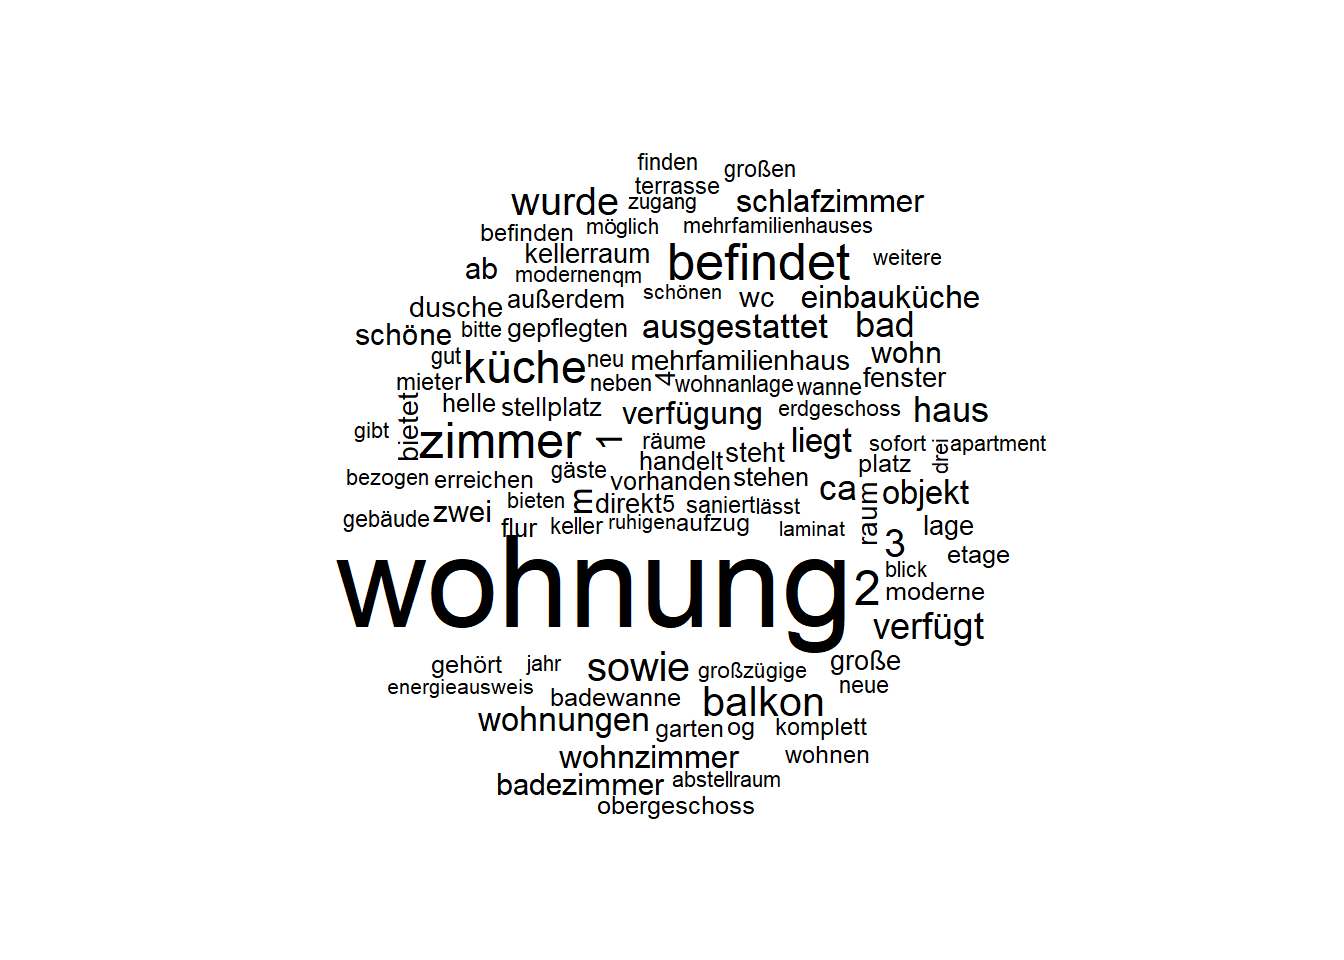 finden
großen
terrasse
wurde
zugang
schlafzimmer
befinden
möglich
mehrfamilienhauses
kellerraum
befindet
weitere
ab
modernen
qm
dusche
außerdem
schönen
wc
einbauküche
schöne
bitte
gepflegten
ausgestattet
bad
gut
küche
neu
mehrfamilienhaus
wohn
mieter
neben
4
wohnanlage
wanne
fenster
bietet
helle
stellplatz
verfügung
erdgeschoss
haus
gibt
zimmer
1
räume
steht
liegt
sofort
drei
apartment
handelt
platz
bezogen
erreichen
gäste
vorhanden
stehen
ca
raum
objekt
gebäude
zwei
bieten
m
direkt
5
saniert
lässt
flur
keller
ruhigen
aufzug
laminat
3
lage
etage
wohnung
2
blick
moderne
verfügt
gehört
jahr
sowie
großzügige
große
energieausweis
badewanne
balkon
neue
wohnungen
garten
og
komplett
wohnzimmer
wohnen
badezimmer
abstellraum
obergeschoss